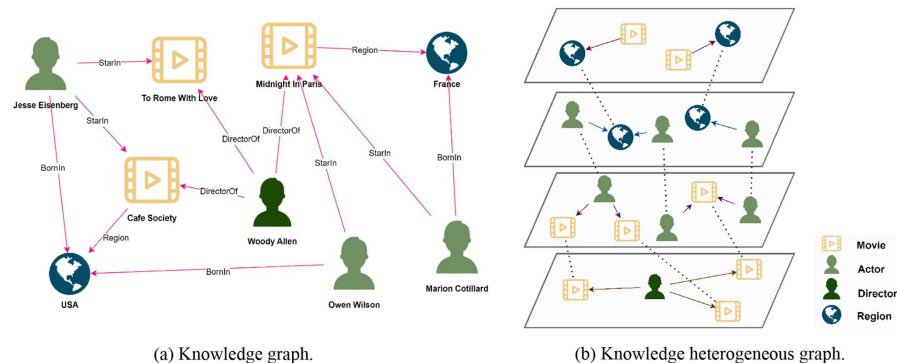 StarIn
Region
Jesse Eisenberg
To Rome With Love
Midnight In Paris
France
StarIn
DirectorOf
DirectorOf
StarIn
StarIn
BornIn
BornIn
DirectorOf
Cafe Society
Woody Allen
Region
BornIn
USA
Owen Wilson
Marion Cotillard
Movie
Actor
Director
Region
(a) Knowledge graph.
(b) Knowledge heterogeneous graph.